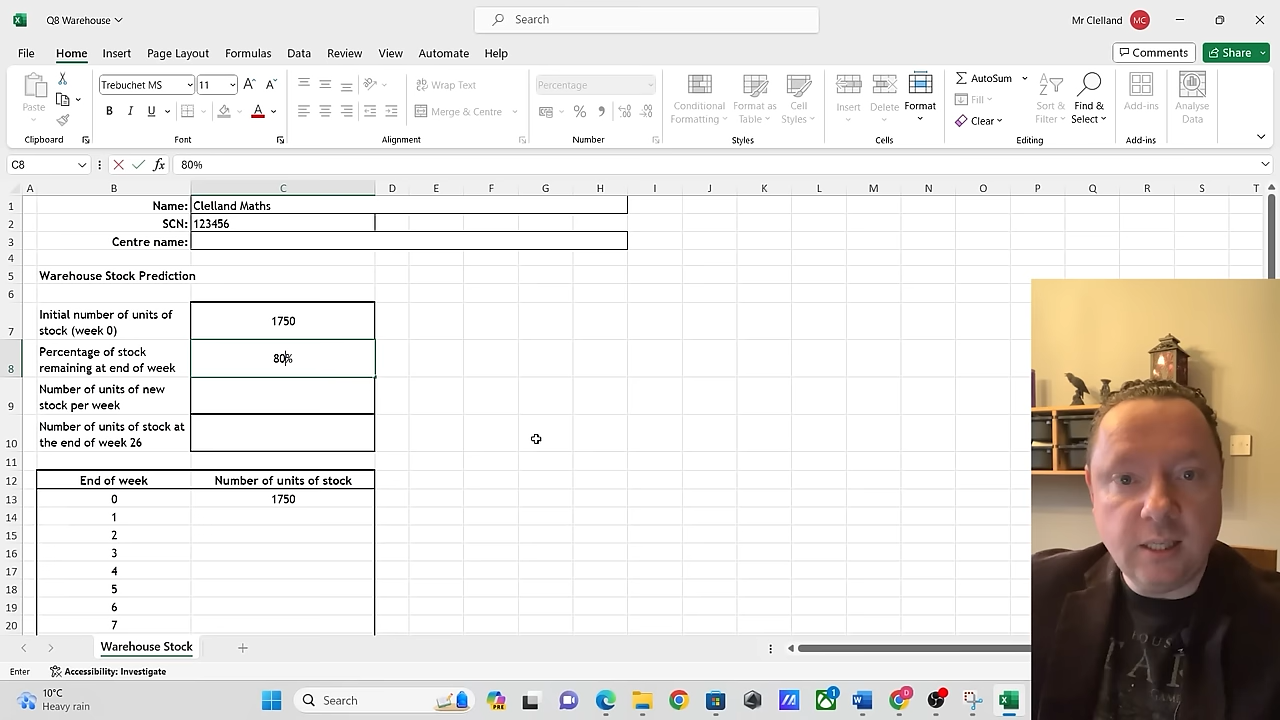 Q8 Warehouse
Search
Mr Clelland
MC
File
Home
Insert
Page Layout
Formulas
Data
Review
View
Automate
Help
Comments
Share
Paste
Clipboard
Trebuchet MS
11
B
I
U
Font
Wrap Text
Merge & Centre
Alignment
Percentage
Number
Conditional
Formatting
Format as
Table
Cell
Styles
Styles
Insert
Delete
Format
Cells
AutoSum
Fill
Clear
Sort &
Filter
Find &
Select
Editing
Add-ins
Add-ins
Analyse
Data
C8
fx
80%
A B C D E F G H I J K L M N O P Q R S T
1 Name: Clelland Maths
2 SCN: 123456
3 Centre name:
4
5 Warehouse Stock Prediction
6
Initial number of units of
7 stock (week 0) 1750
Percentage of stock
8 remaining at end of week 80%
Number of units of new
9 stock per week
Number of units of stock at
10 the end of week 26
11
12 End of week Number of units of stock
13 0 1750
14 1
15 2
16 3
17 4
18 5
19 6
20 7
Warehouse Stock
Enter
Accessibility: Investigate
10°C
Heavy rain
Search